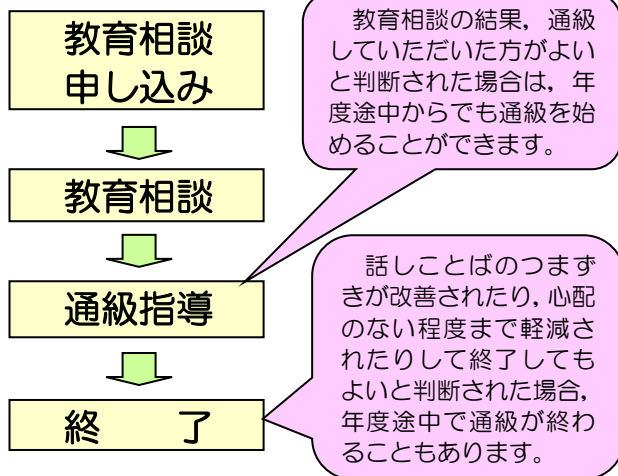 教育相談
申し込み
教育相談の結果，通級
していただいた方がよい
と判断された場合は，年
度途中からでも通級を始
めることができます。
教育相談
通級指導
話しことばのつまず
きが改善されたり，心配
のない程度まで軽減さ
れたりして終了しても
よいと判断された場合，
年度途中で通級が終わ
ることもあります。
終　　了